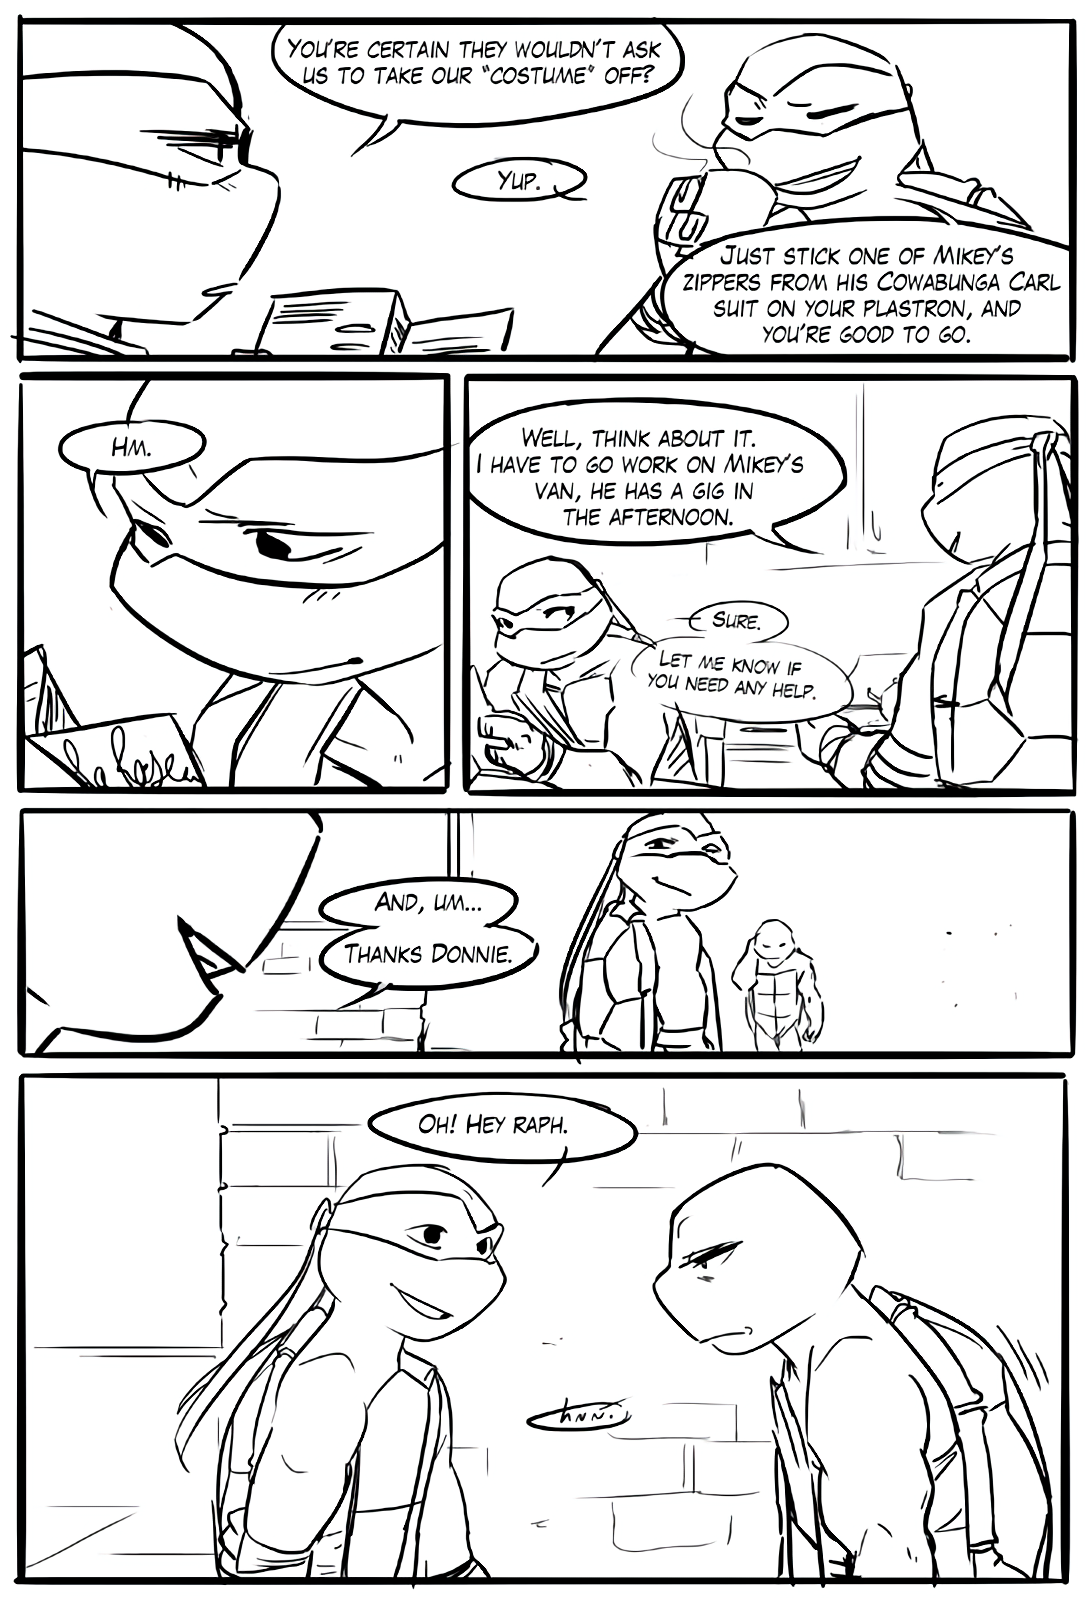 You're certain they wouldn't ask
us to take our "costume" off?
Yup.
Just stick one of Mikey's
zippers from his Cowabunga Carl
suit on your plastron, and
you're good to go.
Hm.
Well, think about it.
I have to go work on Mikey's
van, he has a gig in
the afternoon.
Sure.
Let me know if
you need any help.
And, um...
Thanks Donnie.
Oh! Hey Raph.
hnn.